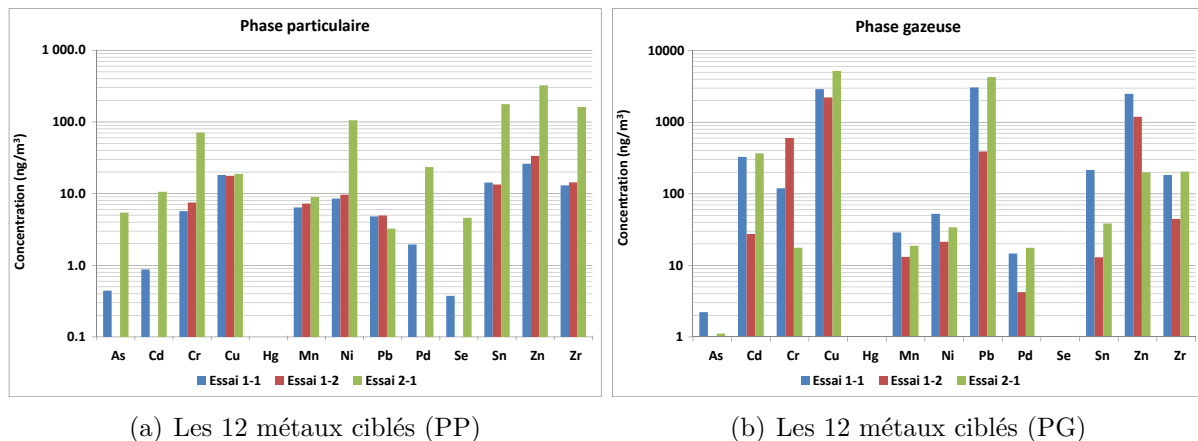 Phase particulaire
Concentration (ng/m³)
1 000.0
100.0
10.0
1.0
0.1
As Cd Cr Cu Hg Mn Ni Pb Pd Se Sn Zn Zr
Essai 1-1 Essai 1-2 Essai 2-1
(a) Les 12 métaux ciblés (PP)
Phase gazeuse
Concentration (ng/m³)
10000
1000
100
10
1
As Cd Cr Cu Hg Mn Ni Pb Pd Se Sn Zn Zr
Essai 1-1 Essai 1-2 Essai 2-1
(b) Les 12 métaux ciblés (PG)